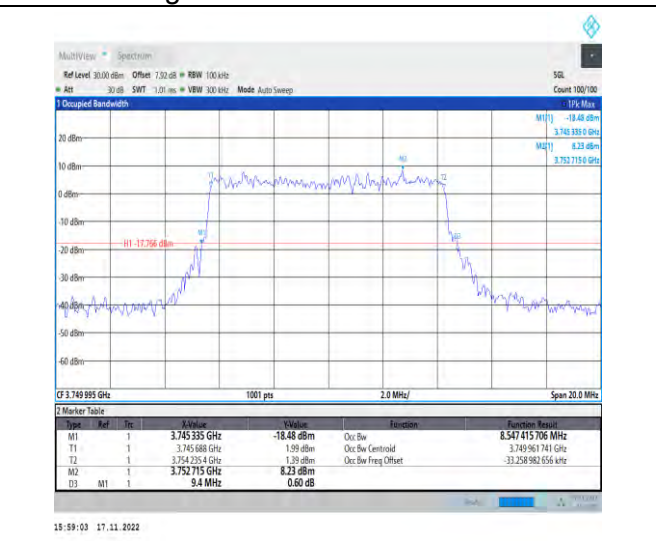 MultiView Spectrum
Ref Level 30.00 dBm Offset 7.92 dB RBW 100 kHz SGL
Att 30 dB SWT 1.01 ms VBW 300 kHz Mode Auto Sweep Count 100/100
1 Occupied Bandwidth 1Pk Max
M1[1] -18.48 dBm
3.745 335 0 GHz
M2[1] 8.23 dBm
3.752 715 0 GHz
20 dBm
M2
10 dBm
T1 T2
0 dBm
-10 dBm
M1 D3
H1 -17.766 dBm
-20 dBm
-30 dBm
-40 dBm
-50 dBm
-60 dBm
CF 3.749 995 GHz 1001 pts 2.0 MHz/ Span 20.0 MHz
2 Marker Table
Type Ref Trc X-Value Y-Value Function Function Result
M1 1 3.745 335 GHz -18.48 dBm Occ Bw 8.547 415 706 MHz
T1 1 3.745 688 GHz 1.99 dBm Occ Bw Centroid 3.749 961 741 GHz
T2 1 3.754 235 4 GHz 1.39 dBm Occ Bw Freq Offset -33.258 982 656 kHz
M2 1 3.752 715 GHz 8.23 dBm
D3 M1 1 9.4 MHz 0.60 dB
15:59:03 17.11.2022